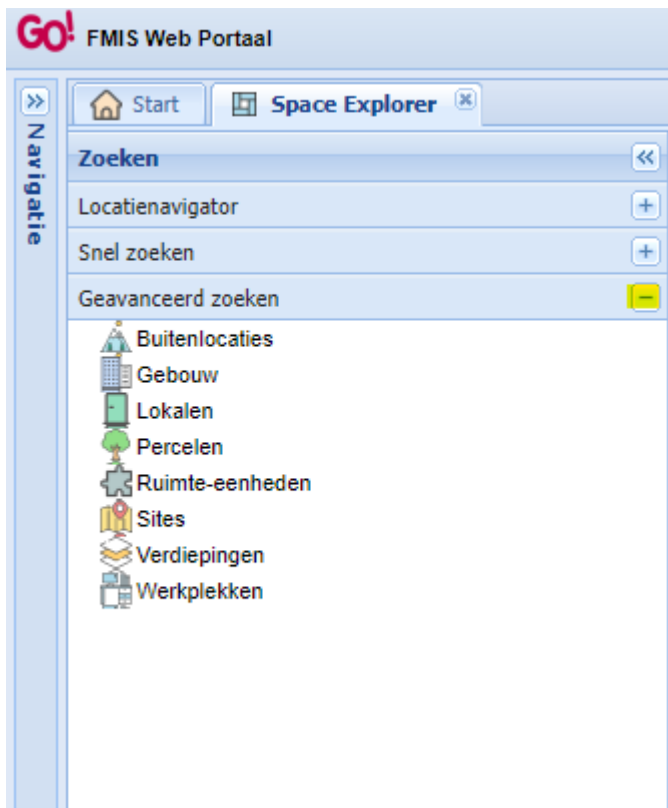 GO! FMIS Web Portaal
Navigatie
Start
Space Explorer
Zoeken
Locatienavigator
Snel zoeken
Geavanceerd zoeken
Buitenlocaties
Gebouw
Lokalen
Percelen
Ruimte-eenheden
Sites
Verdiepingen
Werkplekken